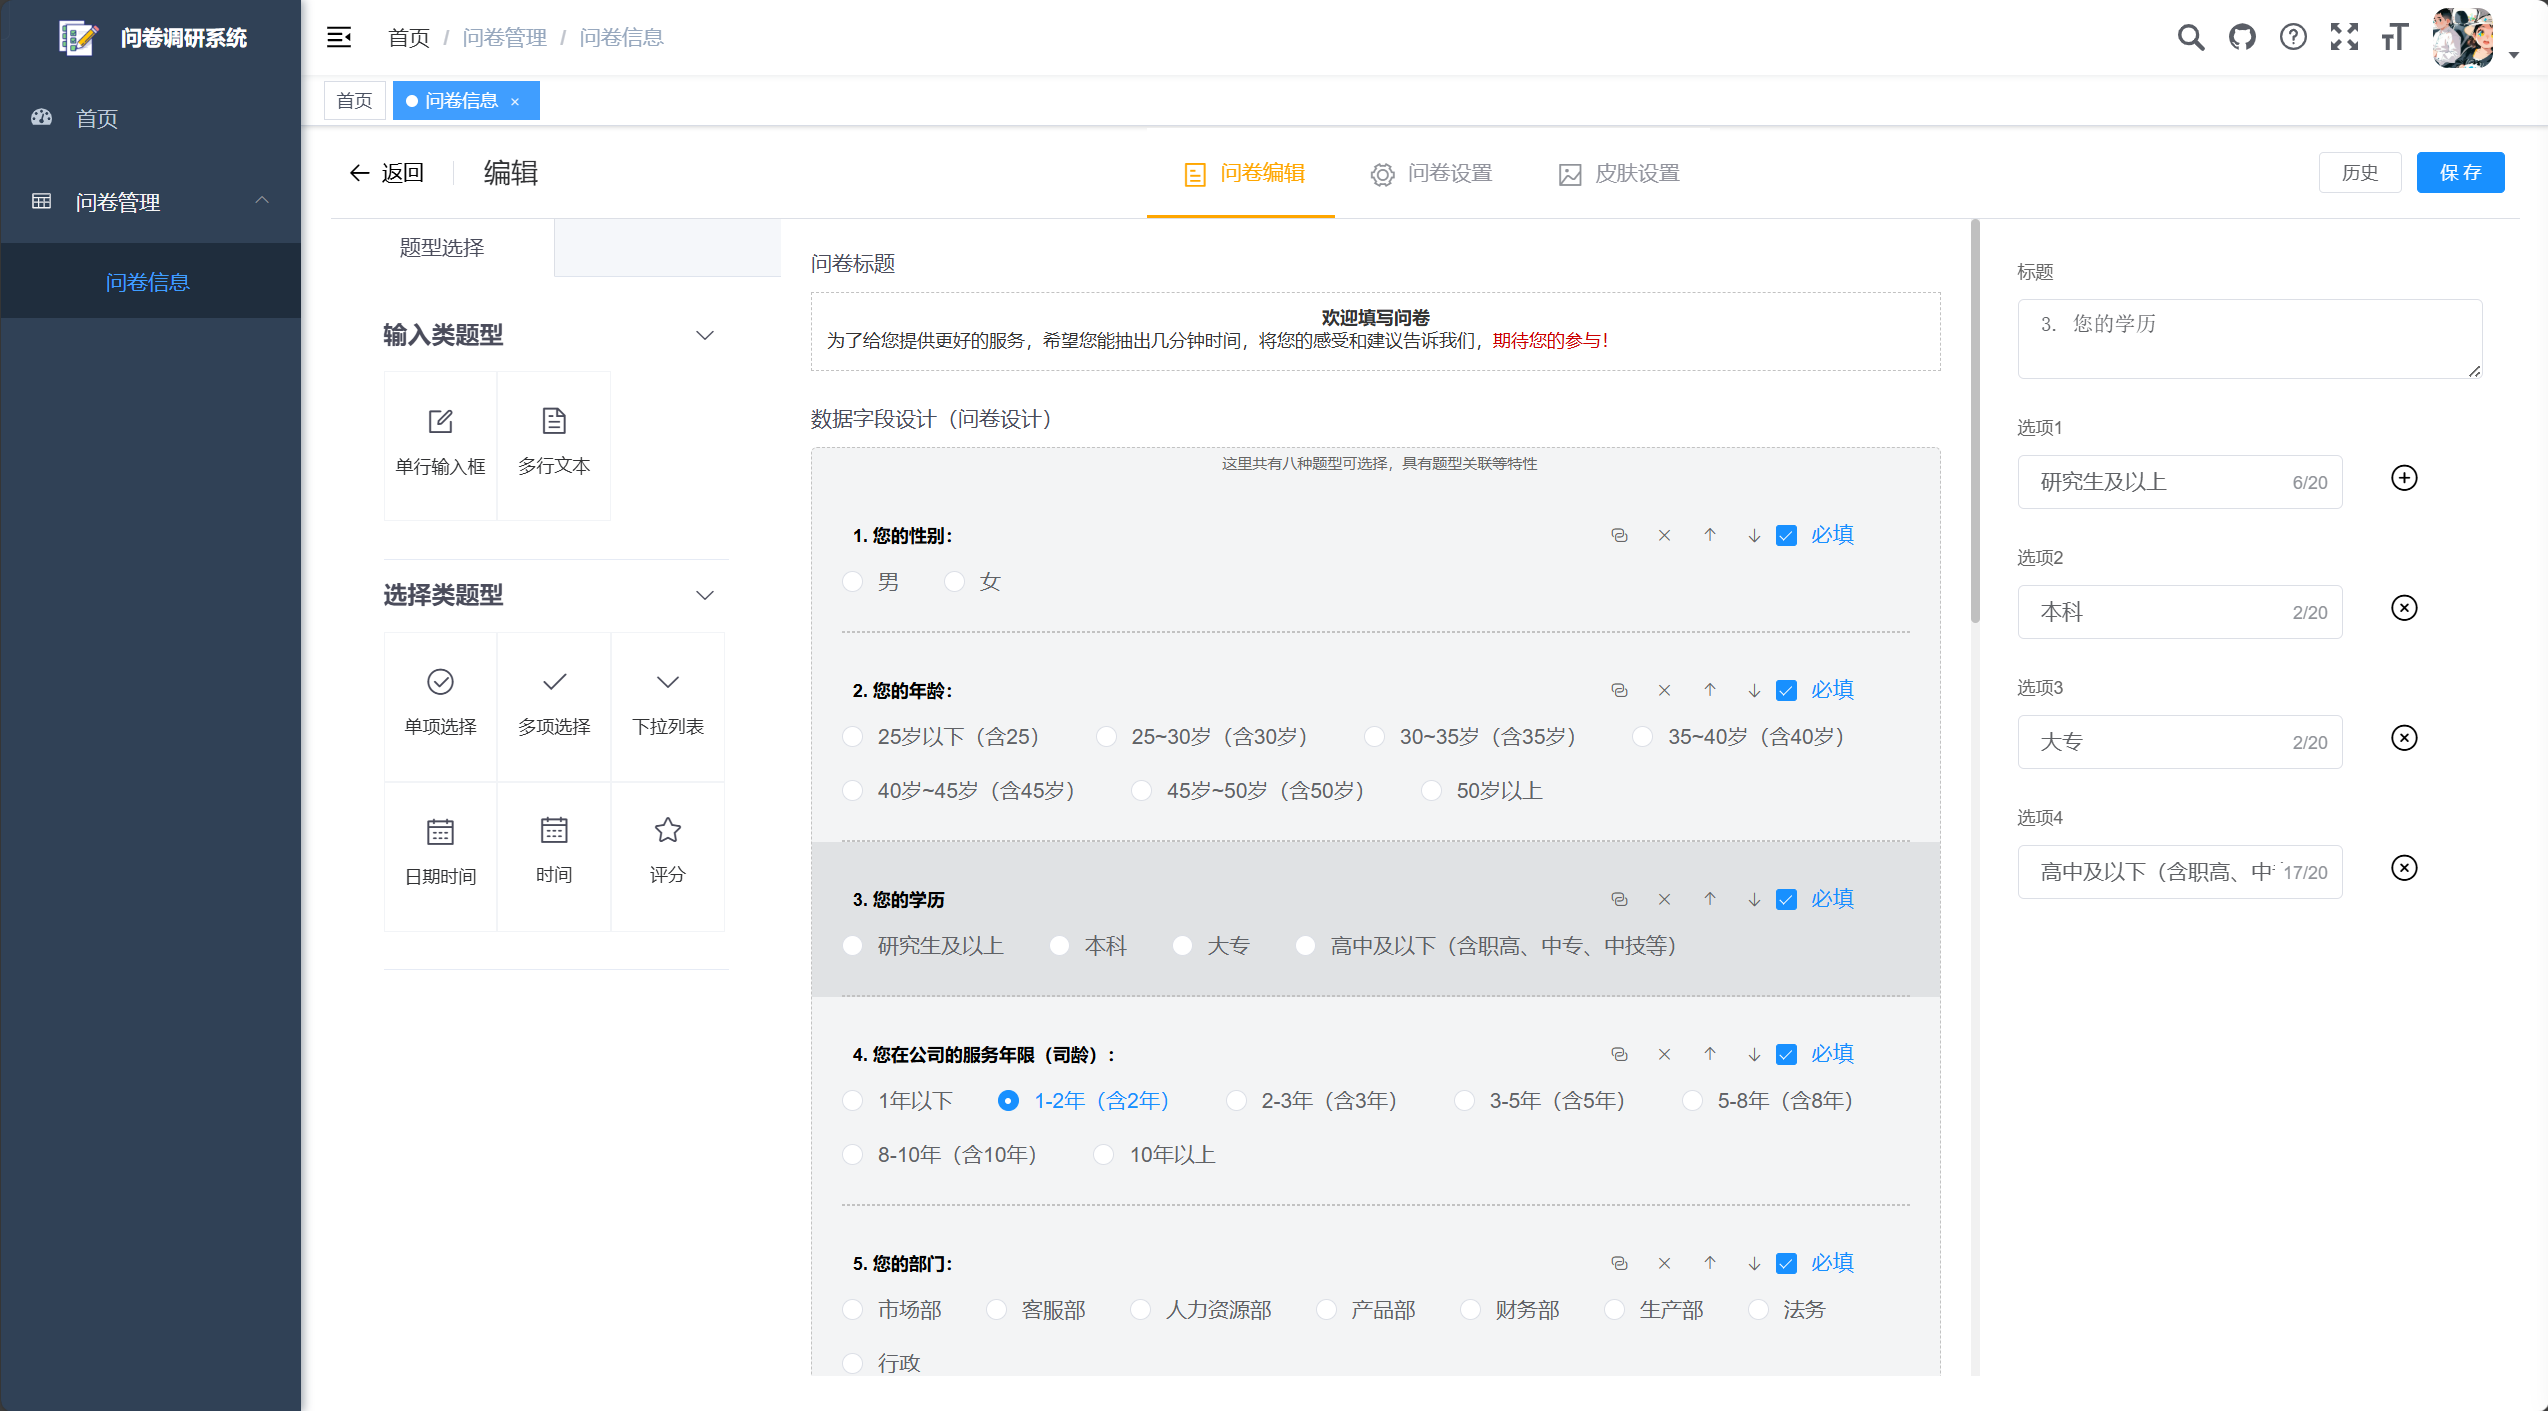 问卷调研系统
首页 / 问卷管理 / 问卷信息
首页
问卷管理
问卷信息
首页 问卷信息 ×
返回 编辑
问卷编辑 问卷设置 皮肤设置
历史 保存
题型选择
输入类题型
单行输入框 多行文本
选择类题型
单项选择 多项选择 下拉列表
日期时间 时间 评分
问卷标题
欢迎填写问卷
为了给您提供更好的服务，希望您能抽出几分钟时间，将您的感受和建议告诉我们，期待您的参与！
数据字段设计（问卷设计）
这里共有八种题型可选择，具有题型关联等特性
1. 您的性别： 必填
男 女
2. 您的年龄： 必填
25岁以下（含25） 25~30岁（含30岁） 30~35岁（含35岁） 35~40岁（含40岁）
40岁~45岁（含45岁） 45岁~50岁（含50岁） 50岁以上
3. 您的学历 必填
研究生及以上 本科 大专 高中及以下（含职高、中专、中技等）
4. 您在公司的服务年限（司龄）： 必填
1年以下 1-2年（含2年） 2-3年（含3年） 3-5年（含5年） 5-8年（含8年）
8-10年（含10年） 10年以上
5. 您的部门： 必填
市场部 客服部 人力资源部 产品部 财务部 生产部 法务
行政
标题
3. 您的学历
选项1
研究生及以上 6/20
选项2
本科 2/20
选项3
大专 2/20
选项4
高中及以下（含职高、中 17/20